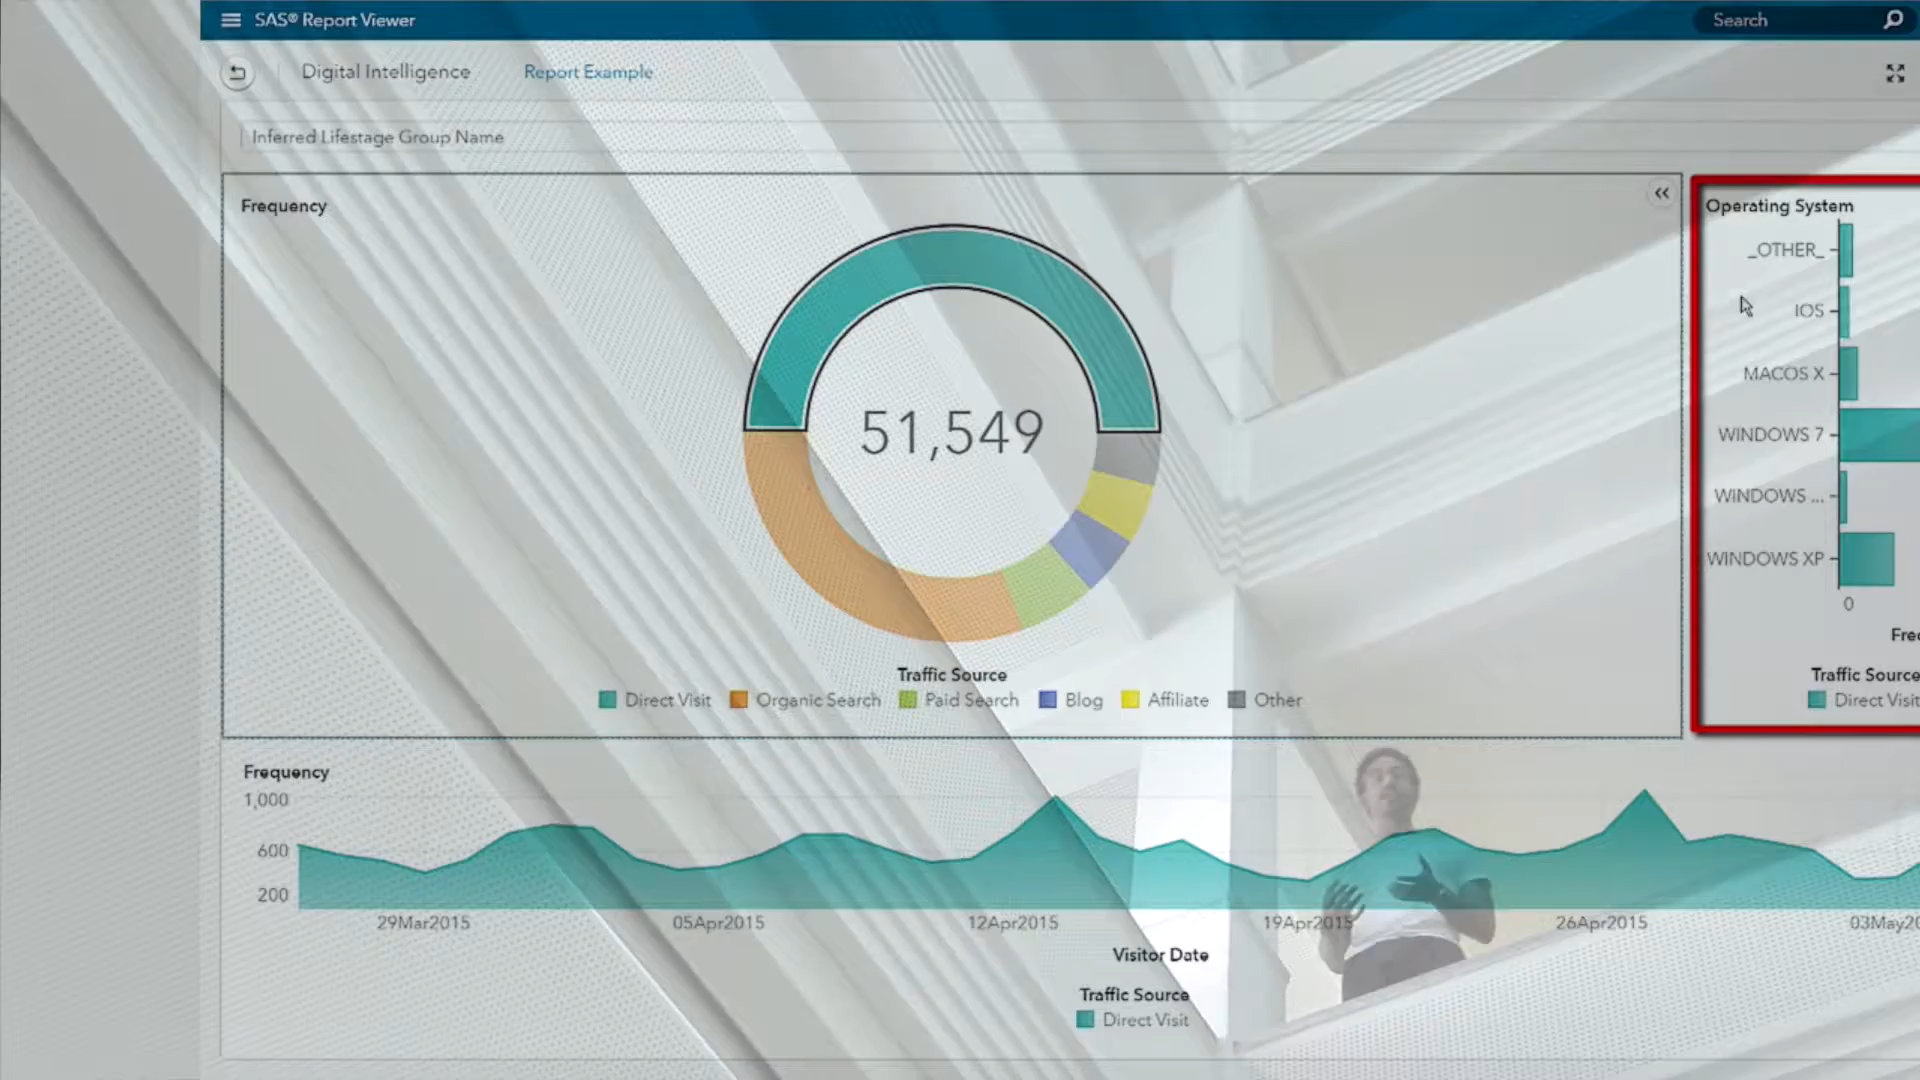 SAS® Report Viewer
Search
Digital Intelligence
Report Example
Inferred Lifestage Group Name
Frequency
51,549
Traffic Source
Direct Visit
Organic Search
Paid Search
Blog
Affiliate
Other
Operating System
_OTHER_
IOS
MACOS X
WINDOWS 7
WINDOWS ...
WINDOWS XP
0
Traffic Source
Direct Visit
Frequency
1,000
600
200
29Mar2015
05Apr2015
12Apr2015
19Apr2015
26Apr2015
Visitor Date
Traffic Source
Direct Visit